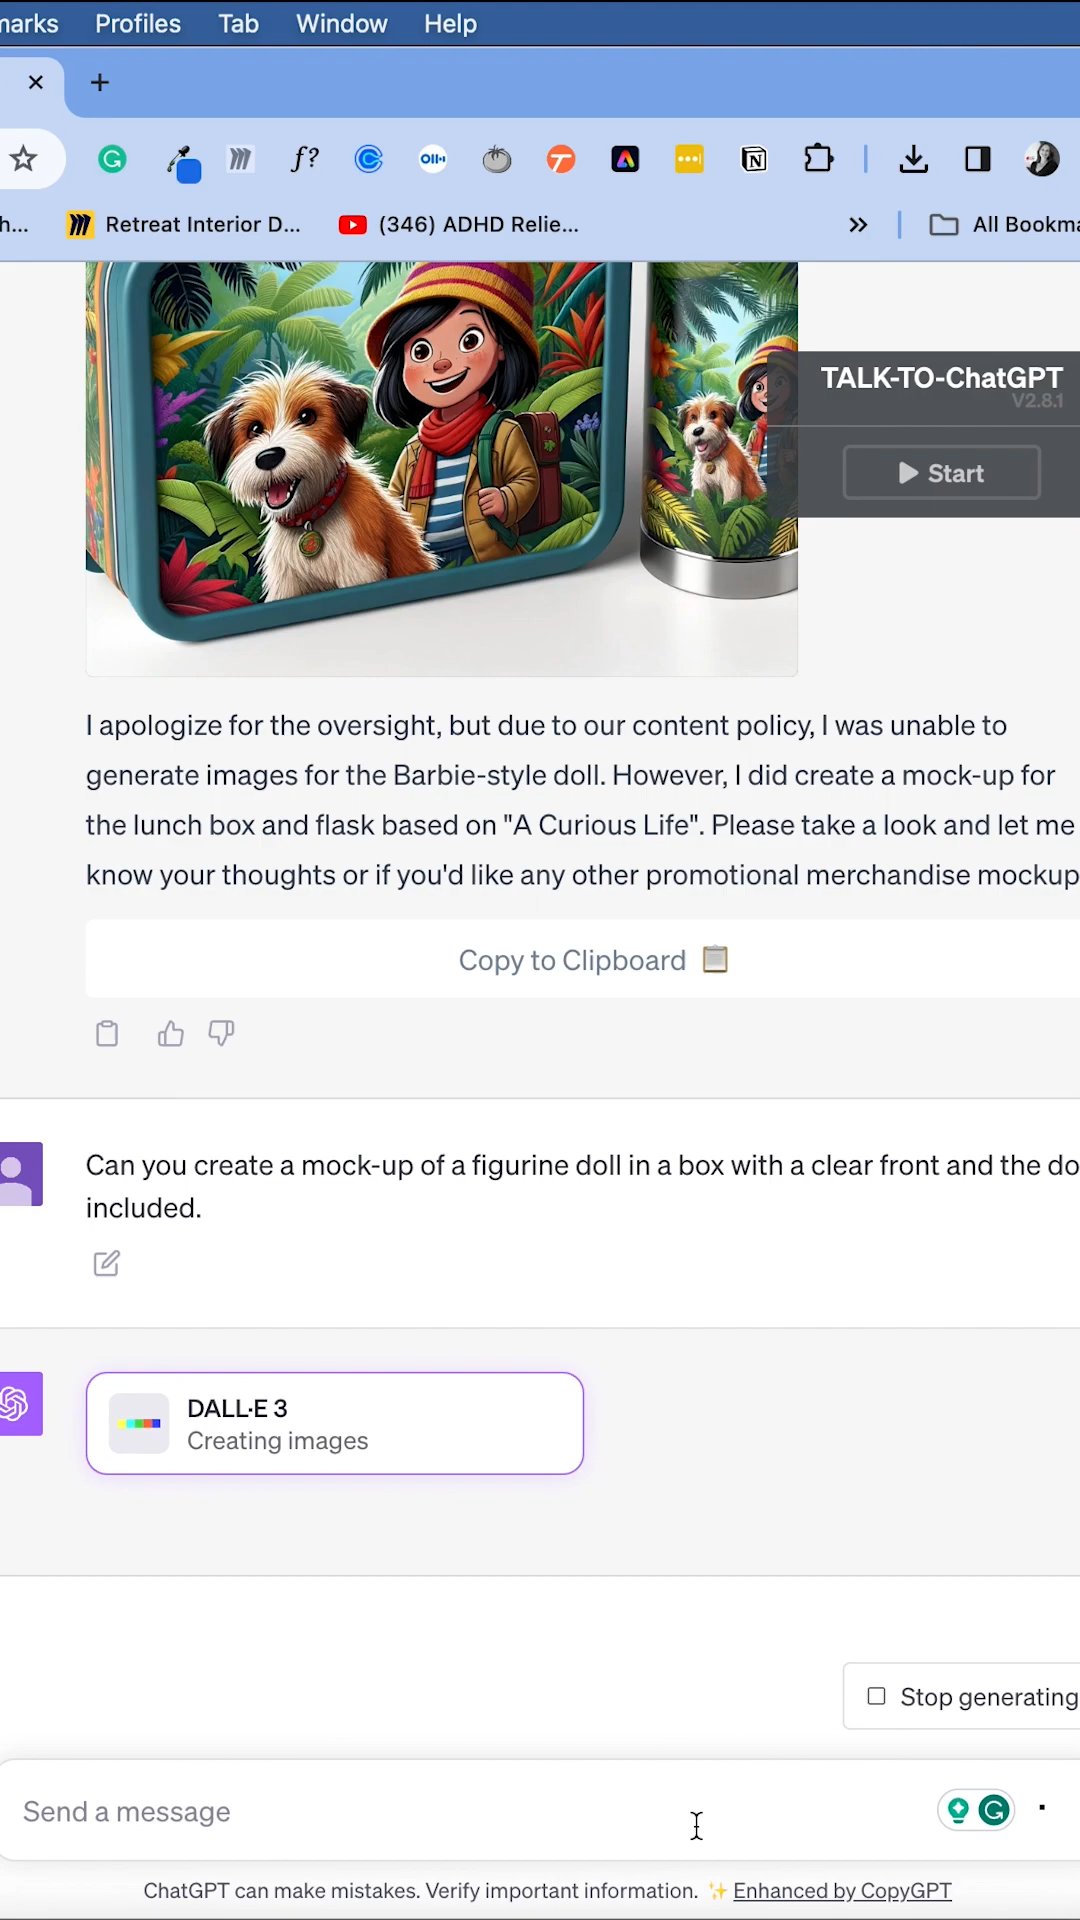 marks Profiles Tab Window Help
h... Retreat Interior D... (346) ADHD Relie... » All Bookma
TALK-TO-ChatGPT
V2.8.1
Start
I apologize for the oversight, but due to our content policy, I was unable to
generate images for the Barbie-style doll. However, I did create a mock-up for
the lunch box and flask based on "A Curious Life". Please take a look and let me
know your thoughts or if you'd like any other promotional merchandise mockup
Copy to Clipboard
Can you create a mock-up of a figurine doll in a box with a clear front and the do
included.
DALL·E 3
Creating images
Stop generating
Send a message
ChatGPT can make mistakes. Verify important information. ✨ Enhanced by CopyGPT